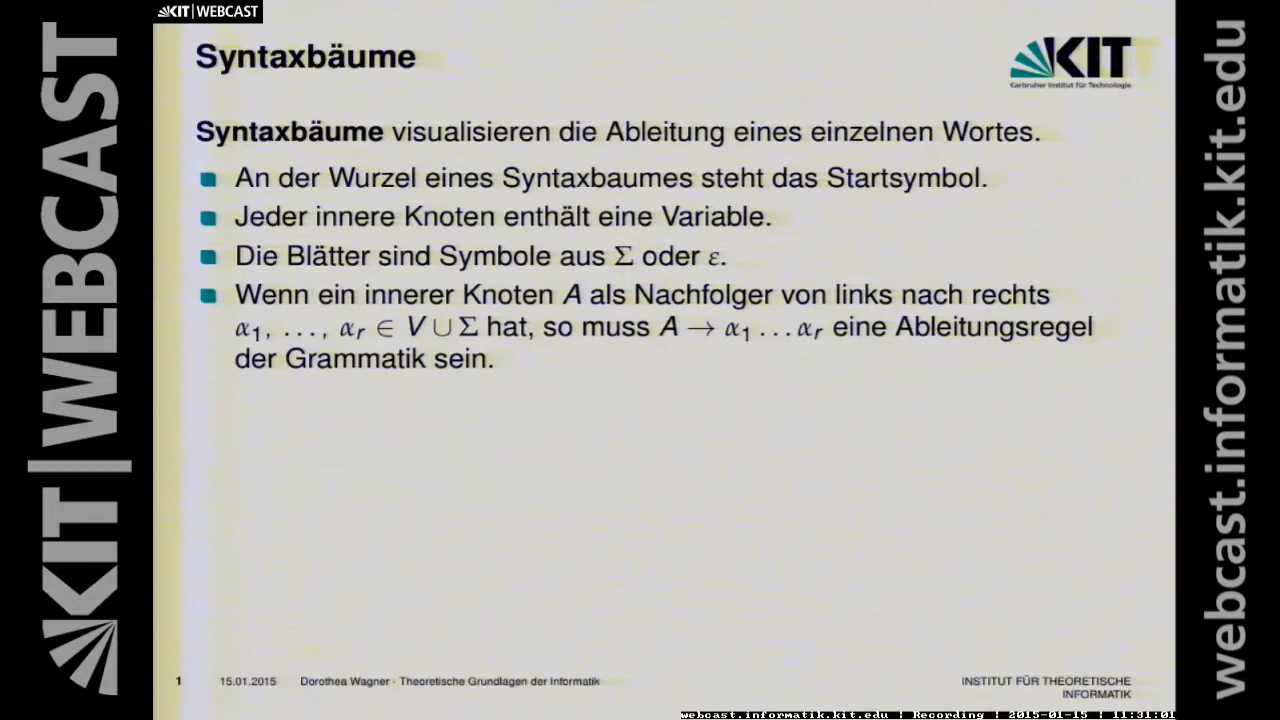 KIT | WEBCAST
KIT|WEBCAST
Syntaxbäume
KIT
Karlsruher Institut für Technologie
Syntaxbäume visualisieren die Ableitung eines einzelnen Wortes.
An der Wurzel eines Syntaxbaumes steht das Startsymbol.
Jeder innere Knoten enthält eine Variable.
Die Blätter sind Symbole aus Σ oder ε.
Wenn ein innerer Knoten A als Nachfolger von links nach rechts
α₁, …, αᵣ ∈ V ∪ Σ hat, so muss A → α₁ … αᵣ eine Ableitungsregel
der Grammatik sein.
1 15.01.2015 Dorothea Wagner - Theoretische Grundlagen der Informatik
INSTITUT FÜR THEORETISCHE
INFORMATIK
webcast.informatik.kit.edu | Recording | 2015-01-15 | 11:31:01
webcast.informatik.kit.edu